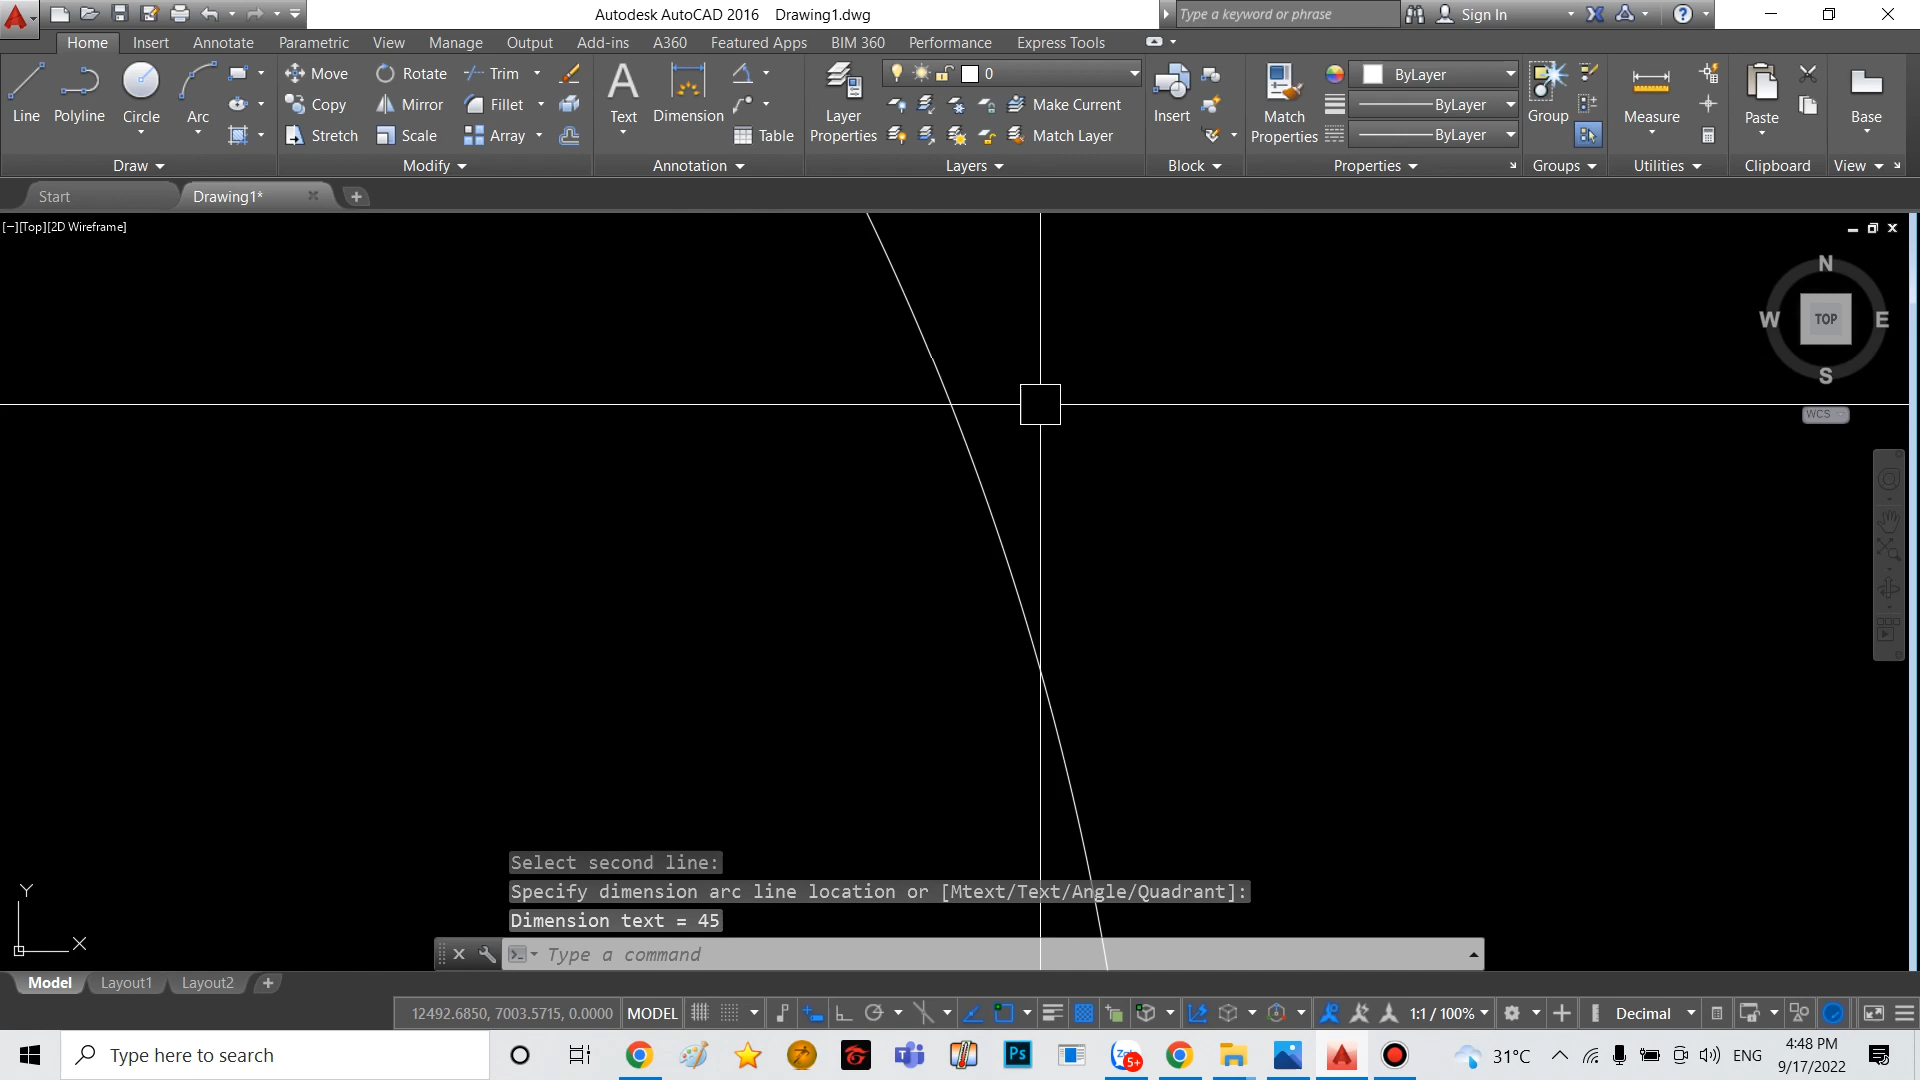 Autodesk AutoCAD 2016 Drawing1.dwg
Type a keyword or phrase
Sign In
Home Insert Annotate Parametric View Manage Output Add-ins A360 Featured Apps BIM 360 Performance Express Tools
Line Polyline Circle Arc
Move Rotate Trim
Copy Mirror Fillet
Stretch Scale Array
Text Dimension Table
Layer Properties
0
Make Current
Match Layer
Insert
Match Properties
ByLayer
ByLayer
ByLayer
Group Measure Paste Base
Draw Modify Annotation Layers Block Properties Groups Utilities Clipboard View
Start Drawing1*
[−][Top][2D Wireframe]
N
W TOP E
S
WCS
Select second line:
Specify dimension arc line location or [Mtext/Text/Angle/Quadrant]:
Dimension text = 45
Y
X
Type a command
Model Layout1 Layout2
12492.6850, 7003.5715, 0.0000 MODEL 1:1 / 100% Decimal
Type here to search
Ps
5+
31°C
ENG
4:48 PM
9/17/2022